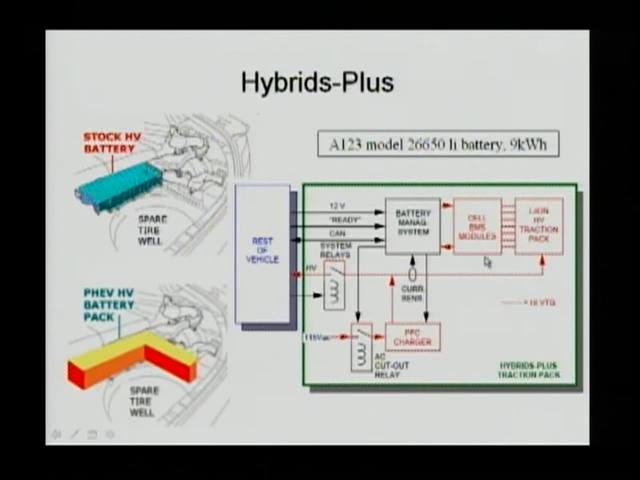 Hybrids-Plus
STOCK HV
BATTERY
SPARE
TIRE
WELL
A123 model 26650 li battery, 9kWh
PHEV HV
BATTERY
PACK
SPARE
TIRE
WELL
REST
OF
VEHICLE
12 V
"READY"
CAN
SYSTEM
RELAYS
HV
BATTERY
MANAG.
SYSTEM
CELL
BMS
MODULES
LI-ION
HV
TRACTION
PACK
CURR.
SENS.
115Vac
PFC
CHARGER
AC
CUT-OUT
RELAY
HYBRIDS-PLUS
TRACTION PACK